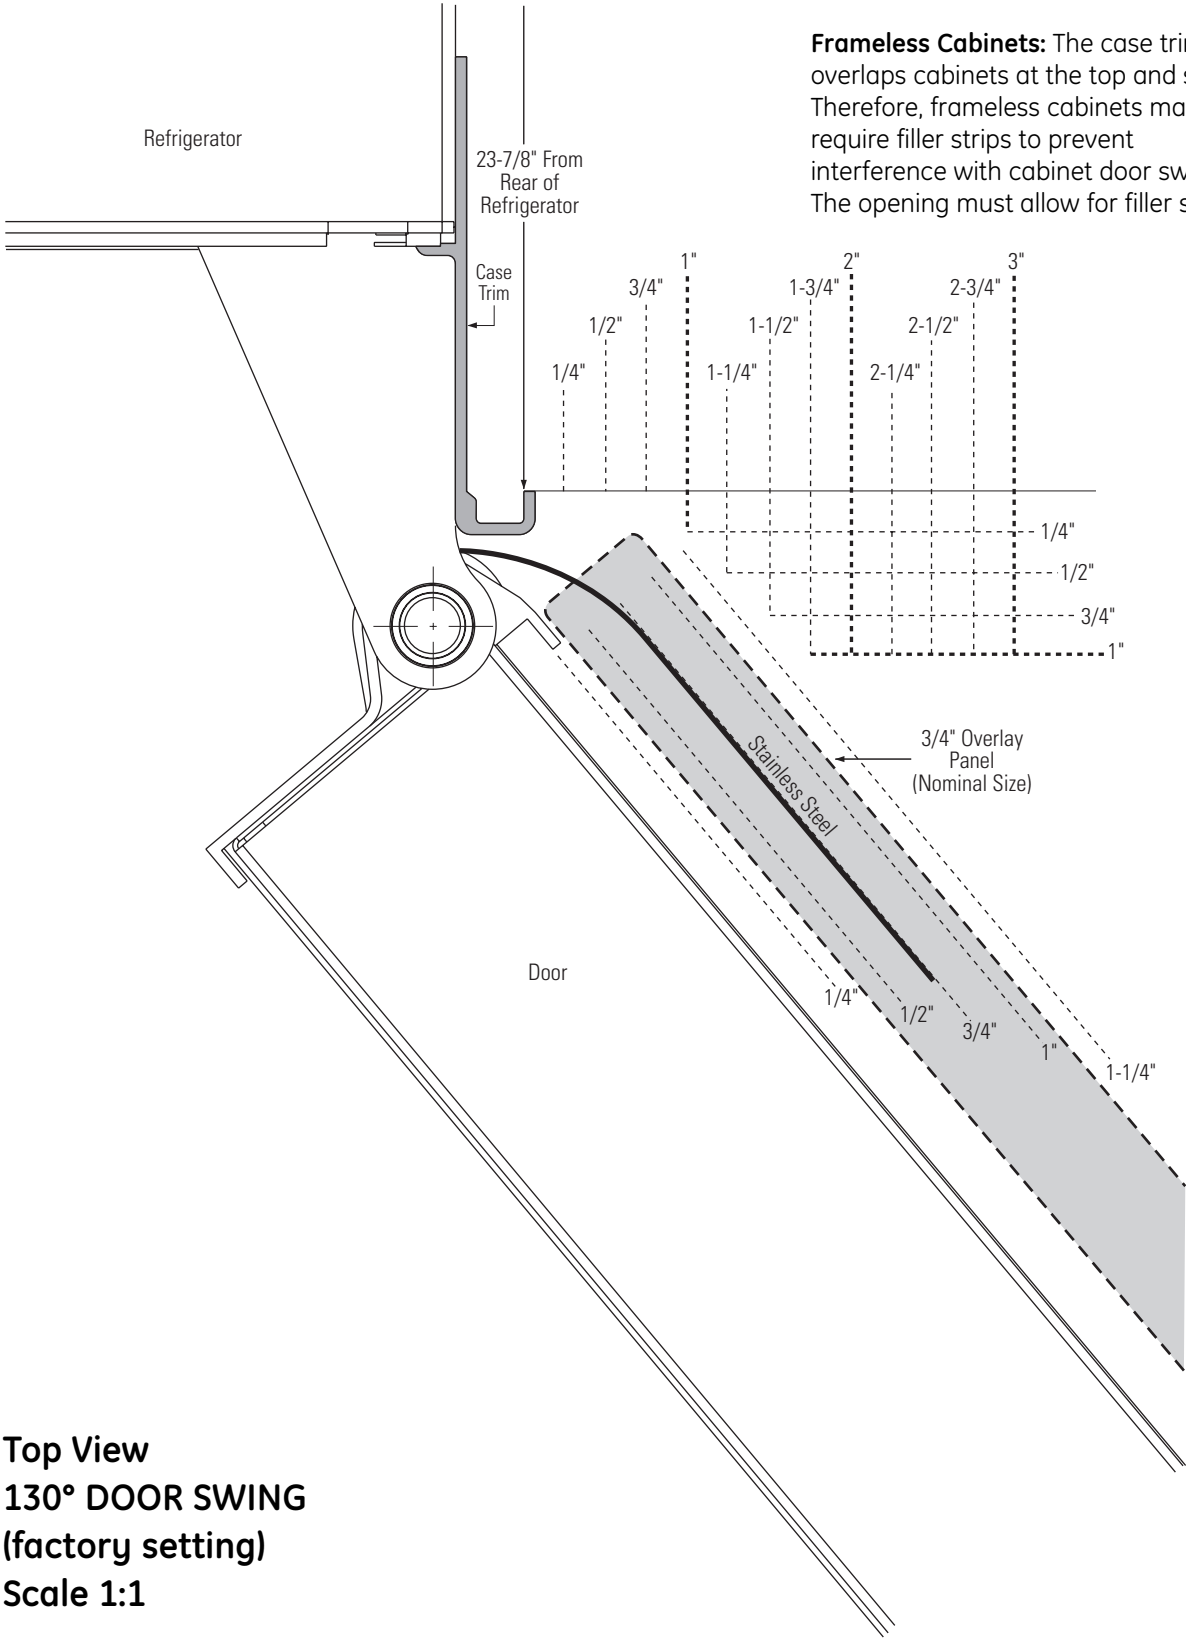 Frameless Cabinets: The case tri
overlaps cabinets at the top and s
Therefore, frameless cabinets ma
require filler strips to prevent
interference with cabinet door sw
The opening must allow for filler s
Refrigerator
23-7/8" From
Rear of
Refrigerator
Case
Trim
1/4"
1/2"
3/4"
1"
1-1/4"
1-1/2"
1-3/4"
2"
2-1/4"
2-1/2"
2-3/4"
3"
1/4"
1/2"
3/4"
1"
3/4" Overlay
Panel
(Nominal Size)
Stainless Steel
Door
1/4"
1/2"
3/4"
1"
1-1/4"
Top View
130° DOOR SWING
(factory setting)
Scale 1:1